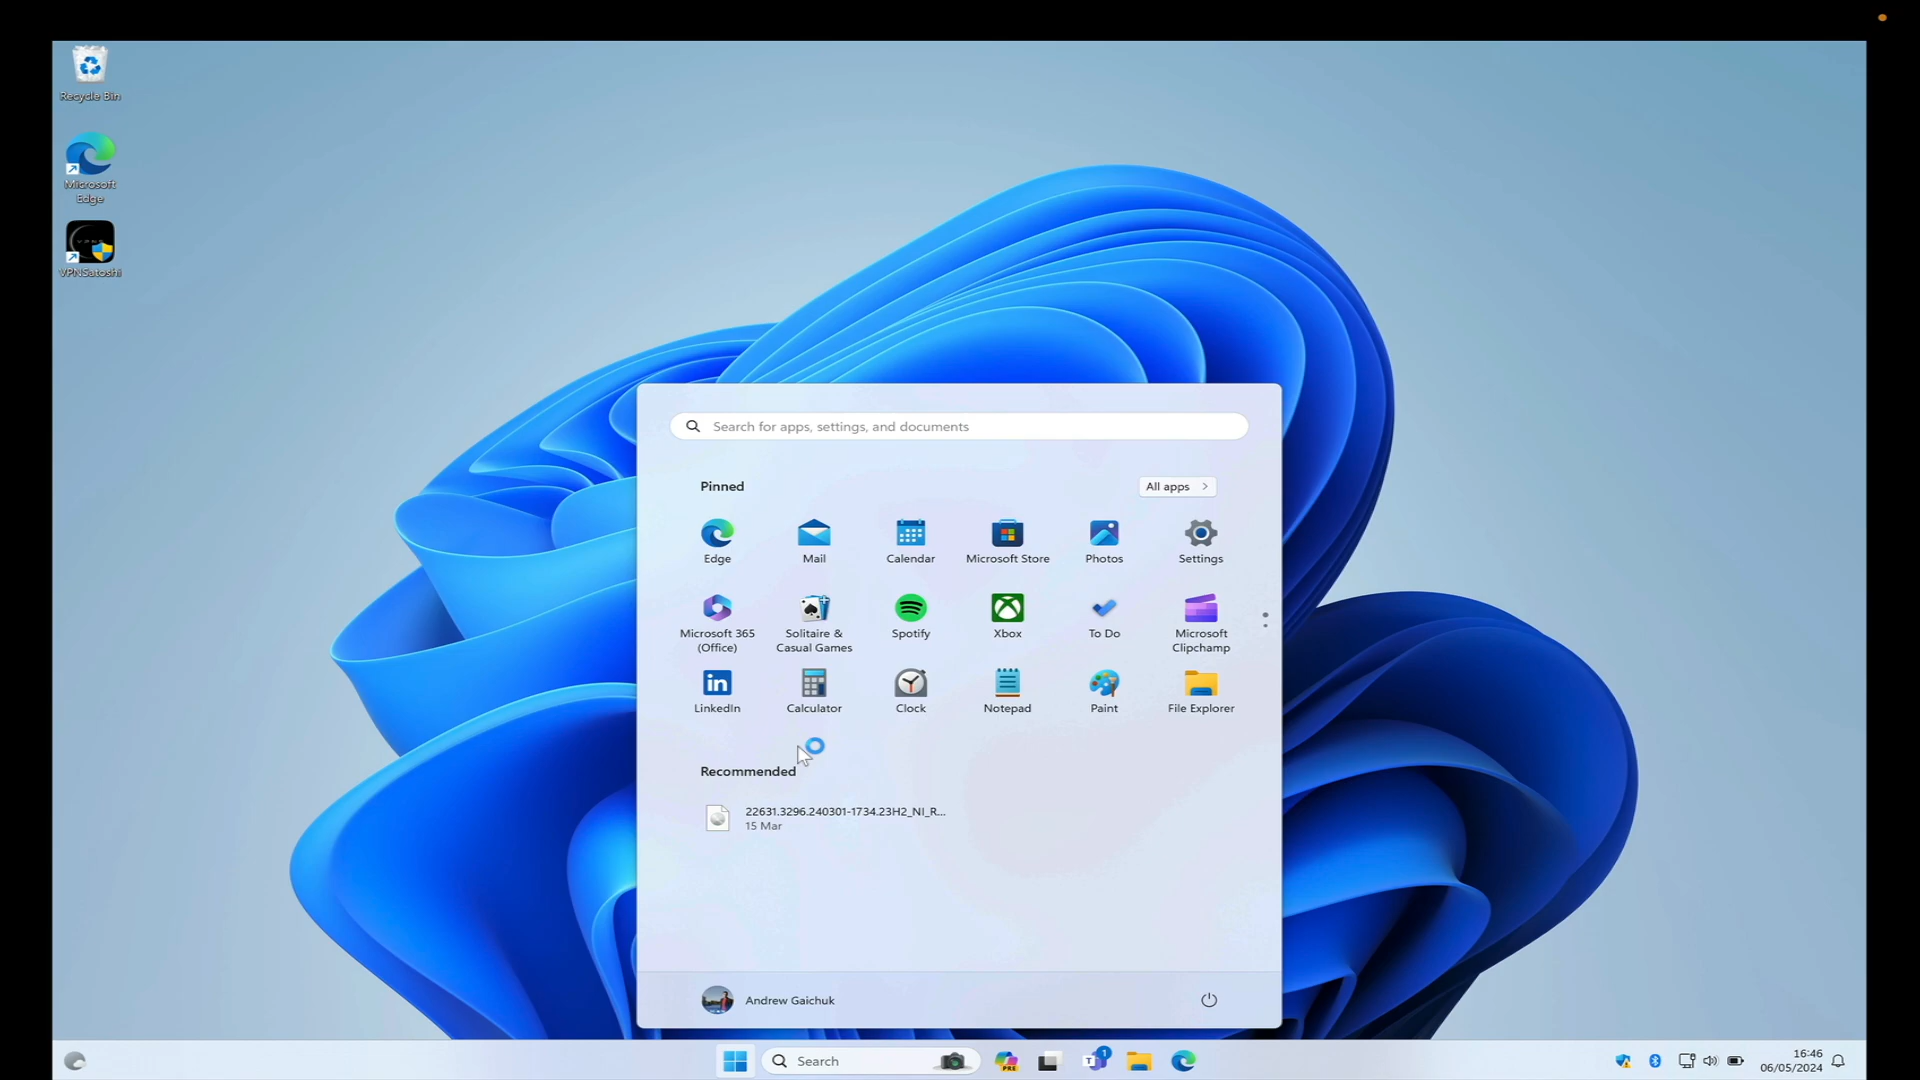 Recycle Bin
Microsoft
Edge
VPNSatoshi
Search for apps, settings, and documents
Pinned
All apps
Edge
Mail
Calendar
Microsoft Store
Photos
Settings
Microsoft 365
(Office)
Solitaire &
Casual Games
Spotify
Xbox
To Do
Microsoft
Clipchamp
LinkedIn
Calculator
Clock
Notepad
Paint
File Explorer
Recommended
22631.3296.240301-1734.23H2_NI_R...
15 Mar
Andrew Gaichuk
Search
PRE
1
16:46
06/05/2024